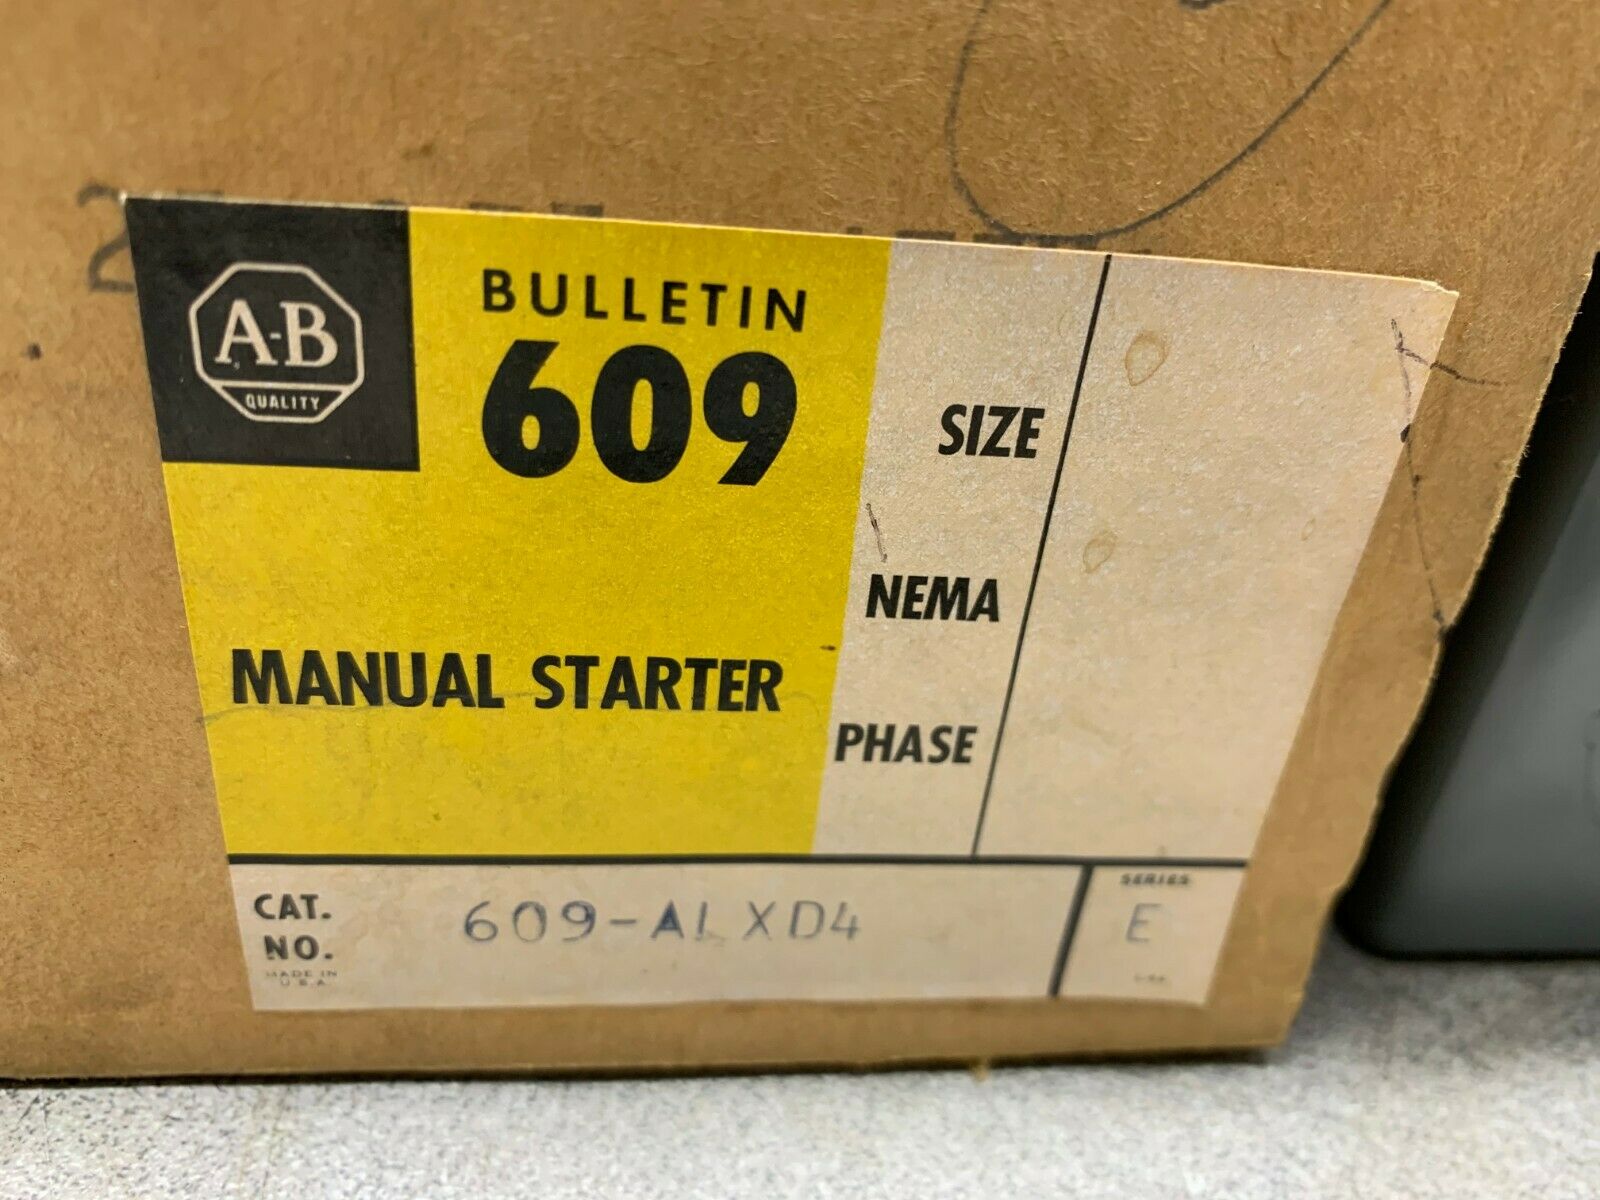 A-B
QUALITY
BULLETIN
609
MANUAL STARTER
SIZE
NEMA
PHASE
CAT.
NO.
MADE IN
U.S.A.
609-ALXD4
SERIES
E